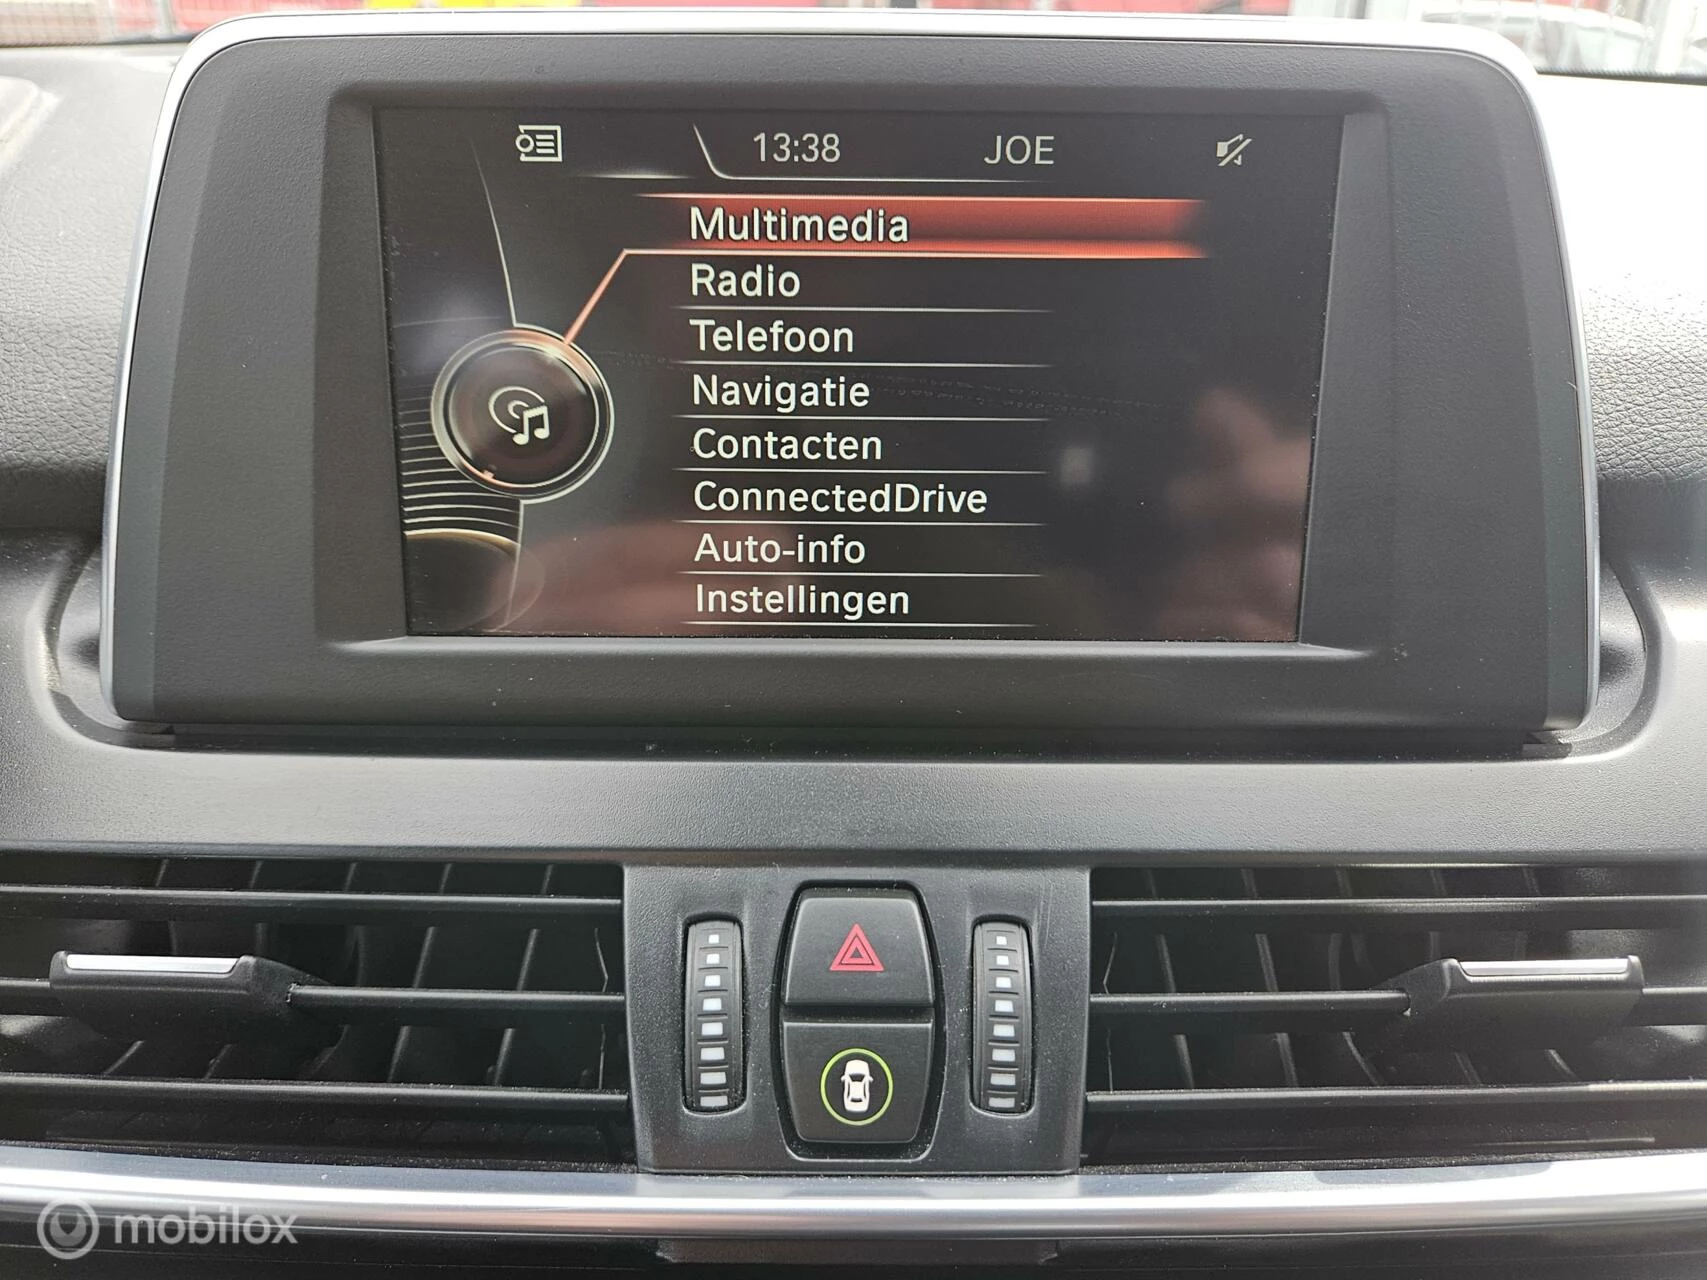 13:38 JOE
Multimedia
Radio
Telefoon
Navigatie
Contacten
ConnectedDrive
Auto-info
Instellingen
mobilox